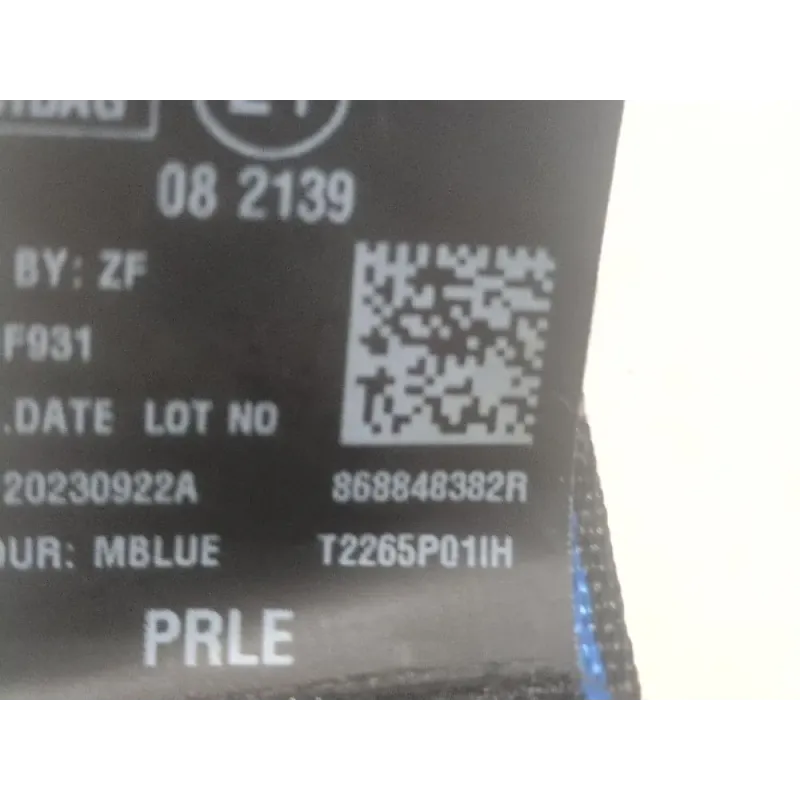 08 2139
BY: ZF
F931
.DATE LOT NO
20230922A 868848382R
OUR: MBLUE T2265P01IH
PRLE